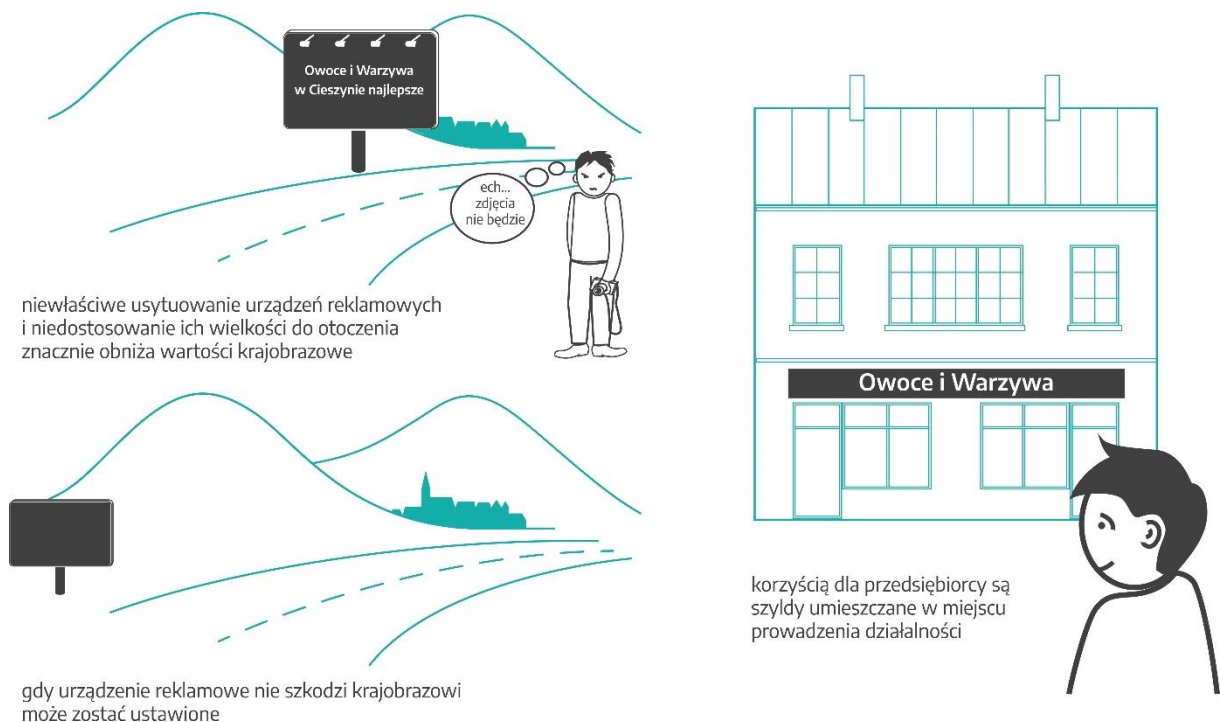 Owoce i Warzywa
w Cieszynie najlepsze
ech...
zdjęcia
nie będzie
niewłaściwe usytuowanie urządzeń reklamowych
i niedostosowanie ich wielkości do otoczenia
znacznie obniża wartości krajobrazowe
gdy urządzenie reklamowe nie szkodzi krajobrazowi
może zostać ustawione
Owoce i Warzywa
korzyścią dla przedsiębiorcy są
szyldy umieszczane w miejscu
prowadzenia działalności